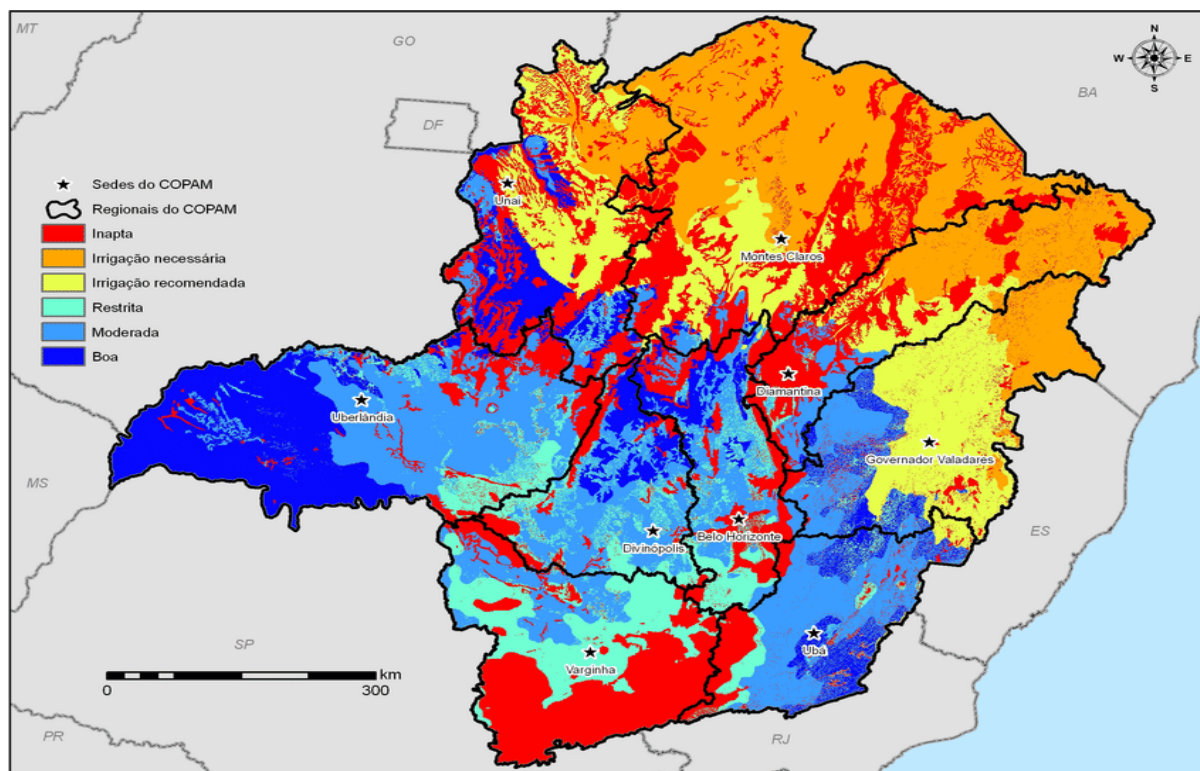 MT
GO
N
W E
S
BA
DF
Sedes do COPAM
Regionais do COPAM
Inapta
Irrigação necessária
Irrigação recomendada
Restrita
Moderada
Boa
Unaí
Montes Claros
Diamantina
Uberlândia
Governador Valadares
MS
Belo Horizonte
Divinópolis
ES
Ubá
SP
Varginha
km
0 300
PR
RJ